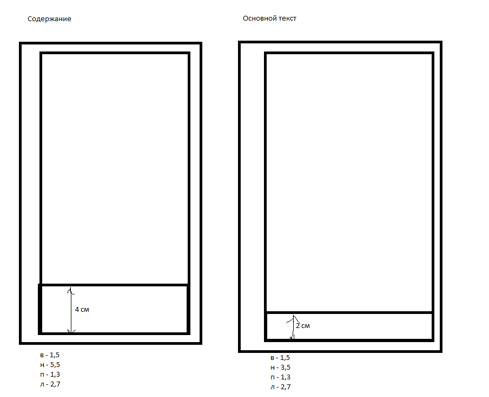 Содержание
Основной текст
4 см
2 см
в - 1,5
н - 5,5
п - 1,3
л - 2,7
в - 1,5
н - 3,5
п - 1,3
л - 2,7